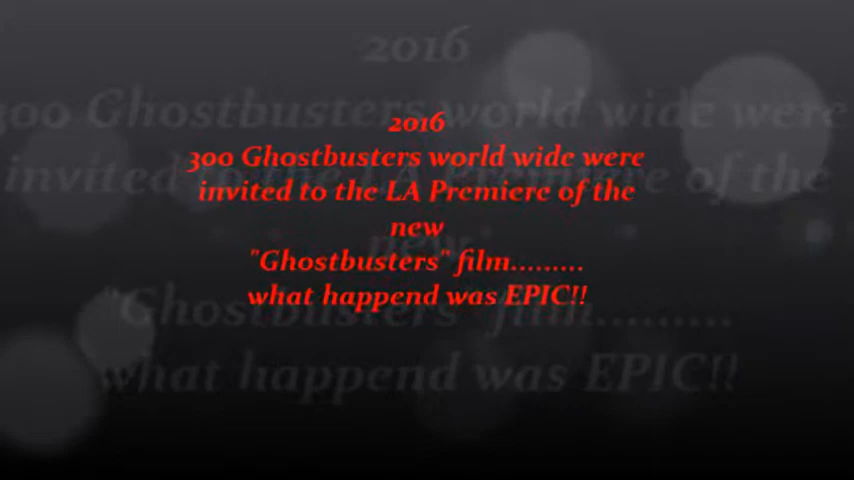 2016
300 Ghostbusters world wide were
invited to the LA Premiere of the
new
"Ghostbusters" film.........
what happend was EPIC!!